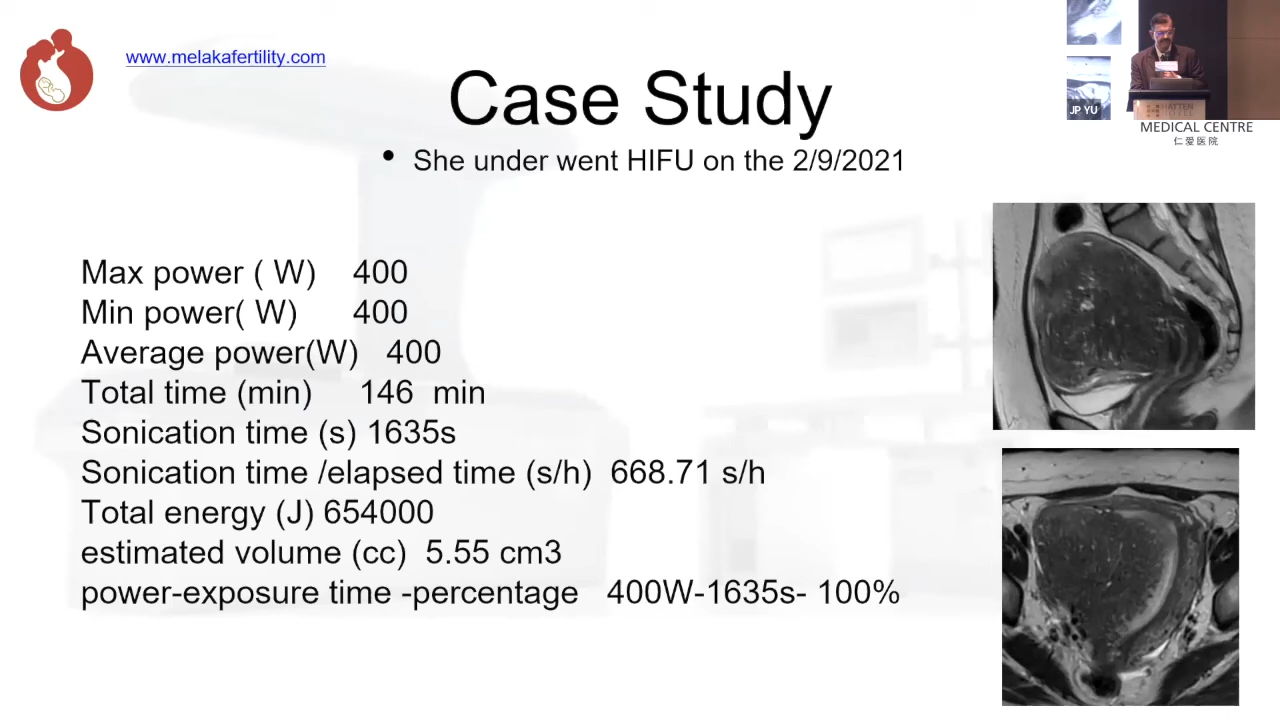 www.melakafertility.com
Case Study
JP YU
HATTEN
MEDICAL CENTRE
仁爱医院
• She under went HIFU on the 2/9/2021
Max power ( W) 400
Min power( W) 400
Average power(W) 400
Total time (min) 146 min
Sonication time (s) 1635s
Sonication time /elapsed time (s/h) 668.71 s/h
Total energy (J) 654000
estimated volume (cc) 5.55 cm3
power-exposure time -percentage 400W-1635s- 100%